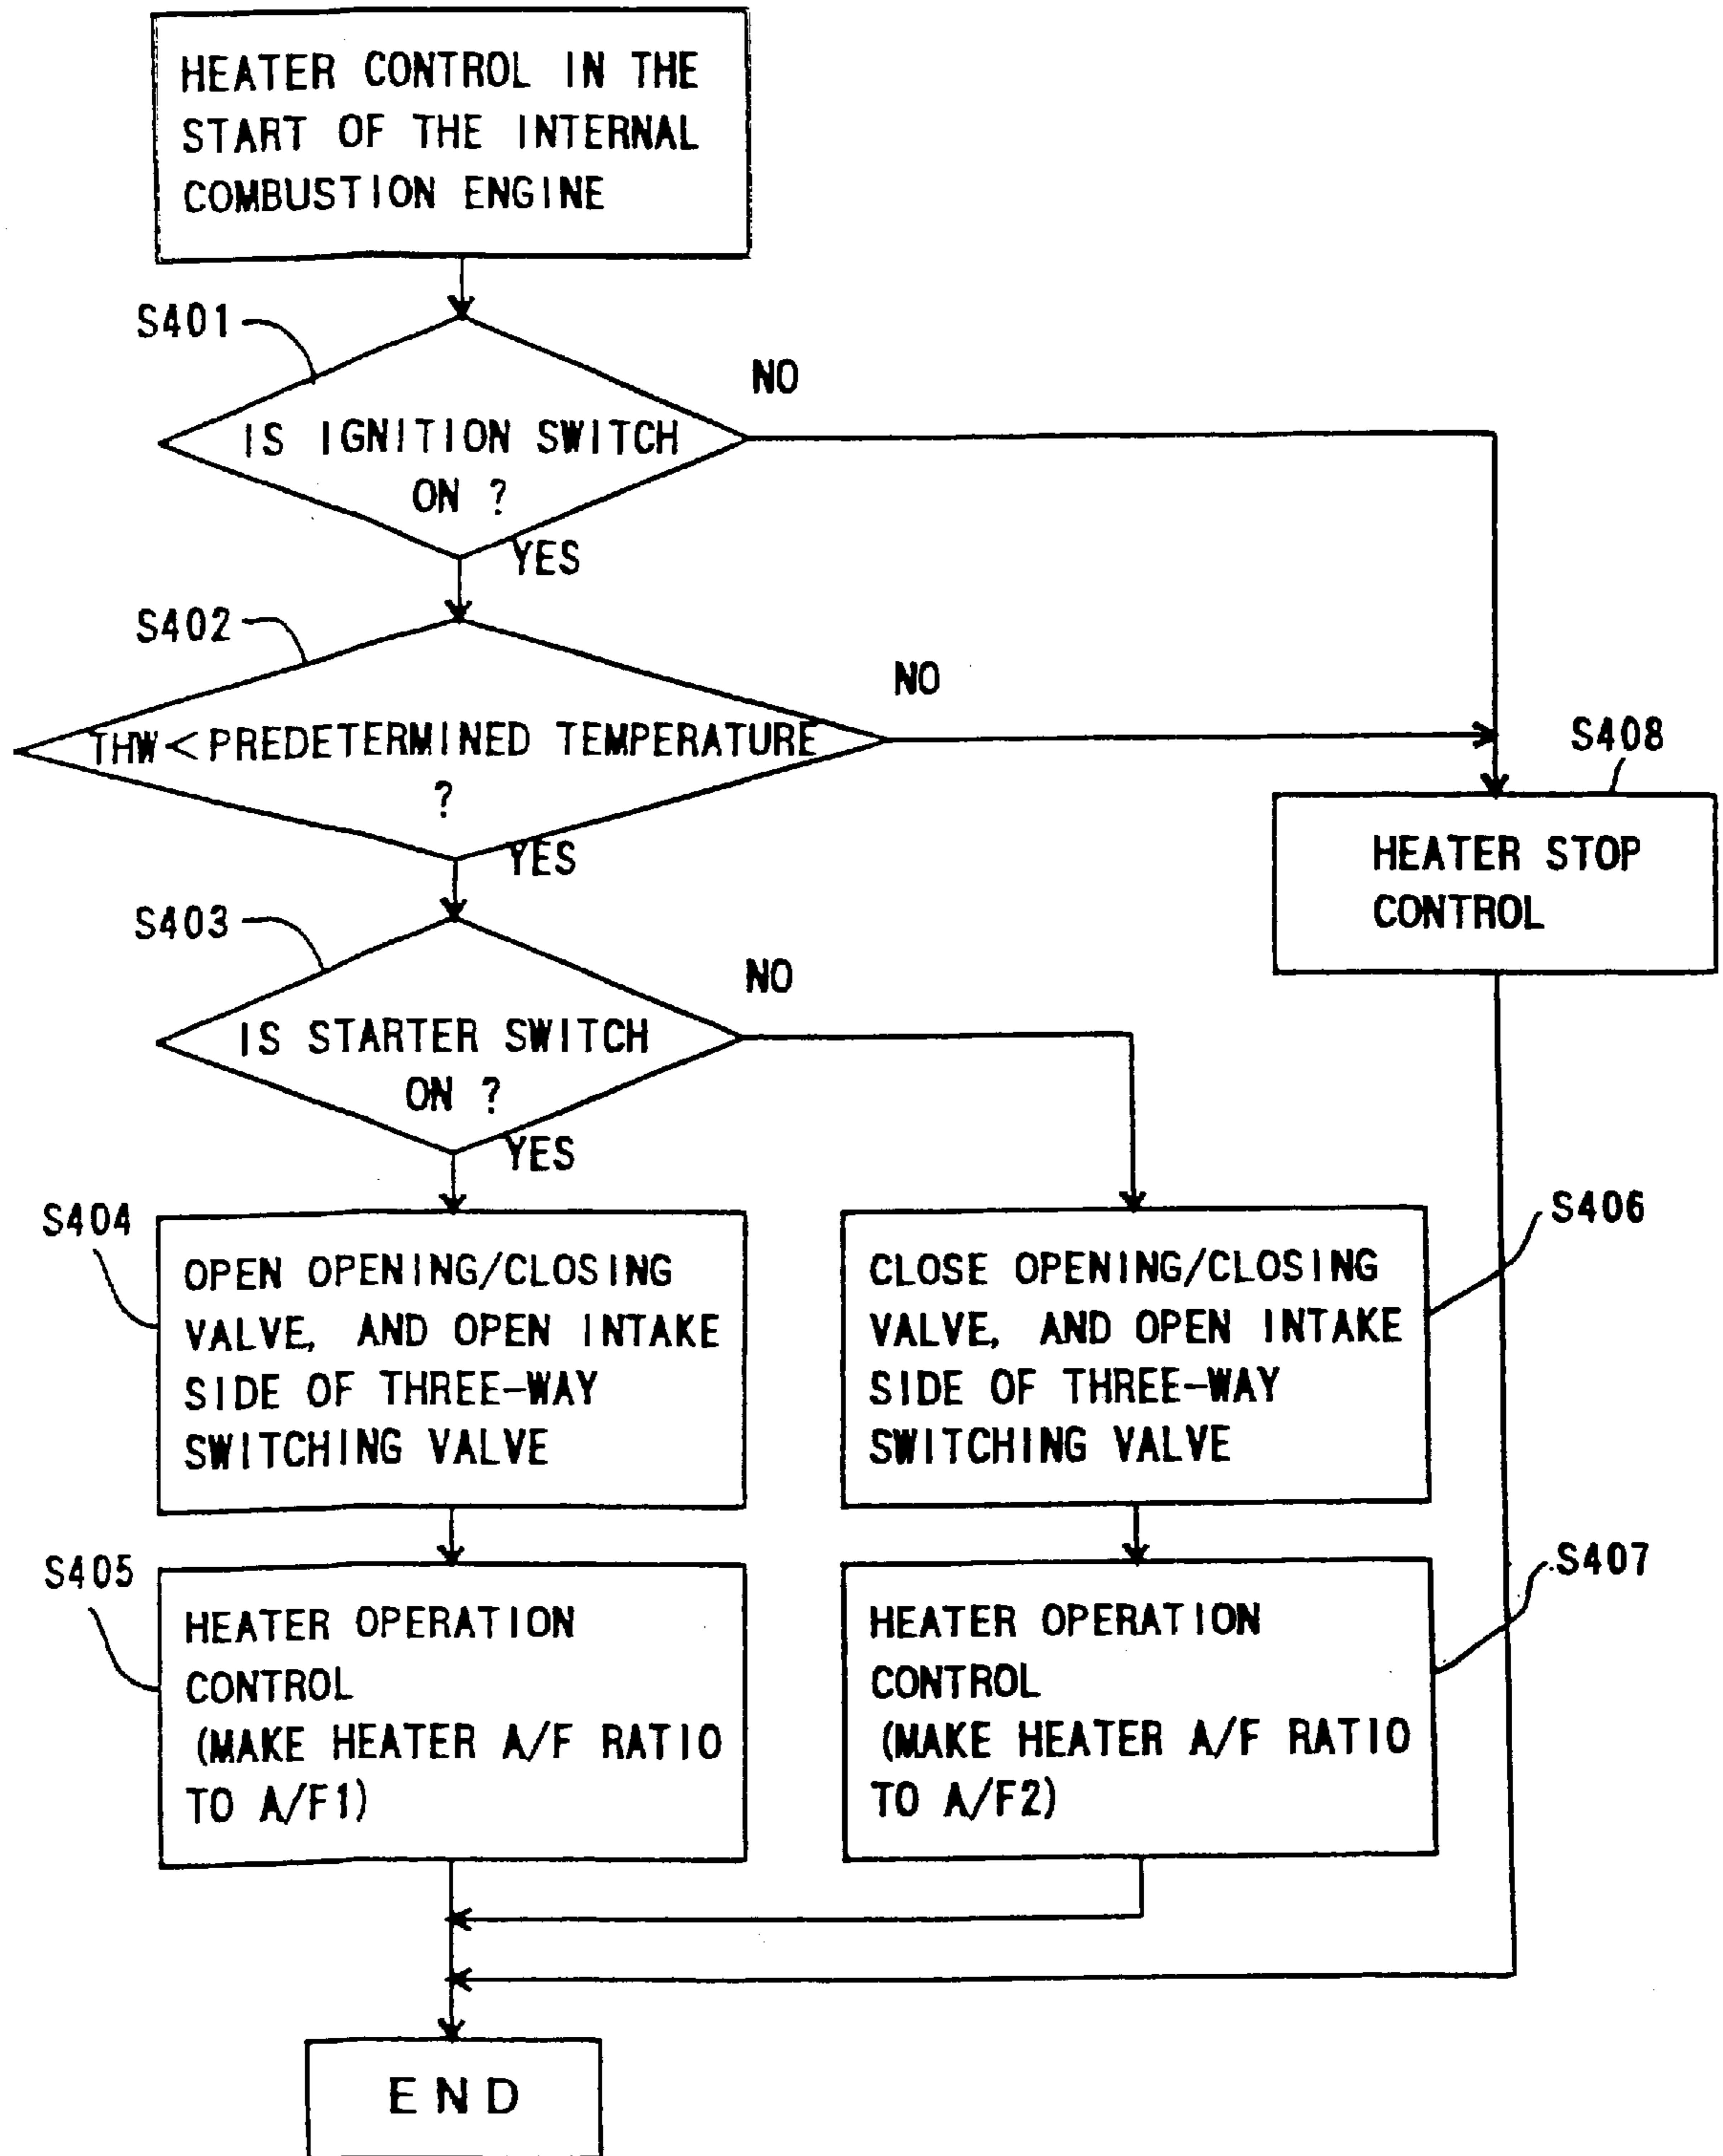 HEATER CONTROL IN THE
START OF THE INTERNAL
COMBUSTION ENGINE
S401
NO
IS IGNITION SWITCH
ON ?
YES
S402
NO
THW<PREDETERMINED TEMPERATURE
?
YES
S408
HEATER STOP
CONTROL
S403
NO
IS STARTER SWITCH
ON ?
YES
S404
OPEN OPENING/CLOSING
VALVE, AND OPEN INTAKE
SIDE OF THREE-WAY
SWITCHING VALVE
S406
CLOSE OPENING/CLOSING
VALVE, AND OPEN INTAKE
SIDE OF THREE-WAY
SWITCHING VALVE
S405
HEATER OPERATION
CONTROL
(MAKE HEATER A/F RATIO
TO A/F1)
S407
HEATER OPERATION
CONTROL
(MAKE HEATER A/F RATIO
TO A/F2)
END